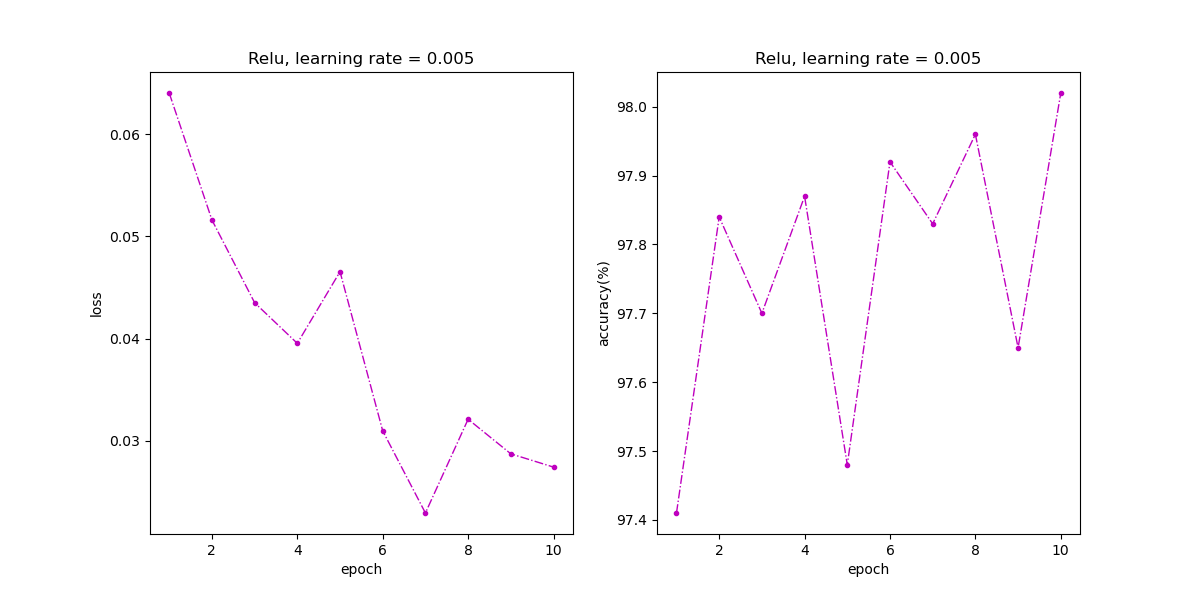 Relu, learning rate = 0.005
0.06
0.05
0.04
0.03
loss
2 4 6 8 10
epoch
Relu, learning rate = 0.005
98.0
97.9
97.8
97.7
97.6
97.5
97.4
accuracy(%)
2 4 6 8 10
epoch